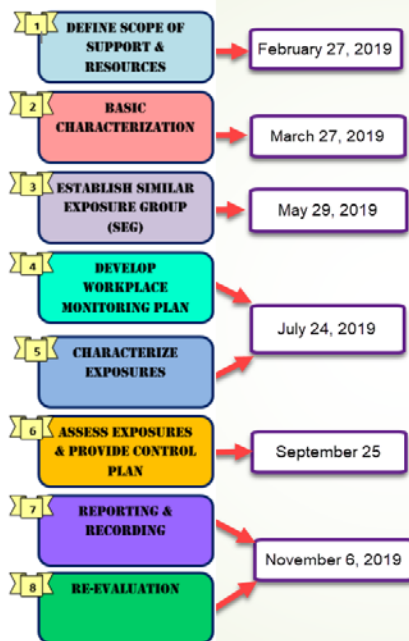 1
DEFINE SCOPE OF
SUPPORT &
RESOURCES
February 27, 2019
2
BASIC
CHARACTERIZATION
March 27, 2019
3
ESTABLISH SIMILAR
EXPOSURE GROUP
(SEG)
May 29, 2019
4
DEVELOP
WORKPLACE
MONITORING PLAN
July 24, 2019
5
CHARACTERIZE
EXPOSURES
6
ASSESS EXPOSURES
& PROVIDE CONTROL
PLAN
September 25
7
REPORTING &
RECORDING
November 6, 2019
8
RE-EVALUATION